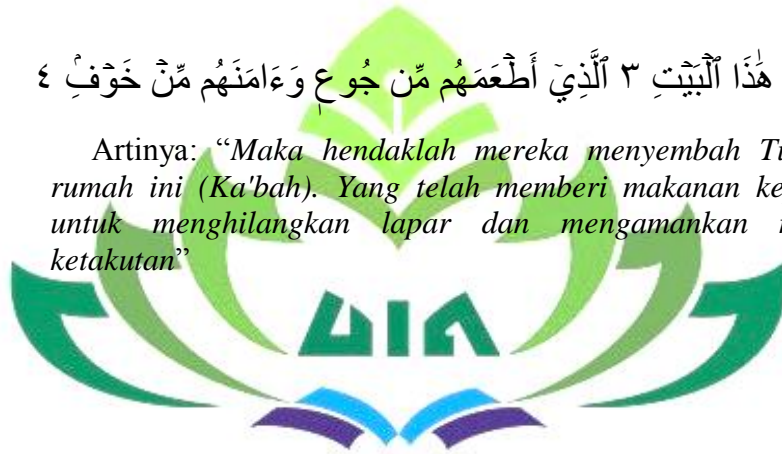 هَٰذَا ٱلۡبَيۡتِ ٣ ٱلَّذِيٓ أَطۡعَمَهُم مِّن جُوعٖ وَءَامَنَهُم مِّنۡ خَوۡفِۢ ٤
Artinya: “Maka hendaklah mereka menyembah
rumah ini (Ka'bah). Yang telah memberi makanan
untuk menghilangkan lapar dan mengamankan
ketakutan”
UIN